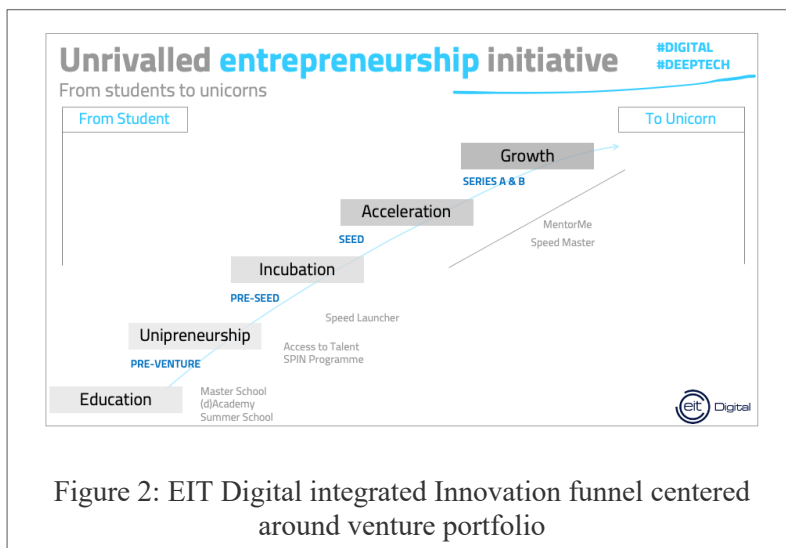 Unrivalled entrepreneurship initiative
#DIGITAL
#DEEPTECH
From students to unicorns
From Student
To Unicorn
Growth
SERIES A & B
Acceleration
MentorMe
SEED
Speed Master
Incubation
PRE-SEED
Speed Launcher
Unipreneurship
Access to Talent
PRE-VENTURE
SPIN Programme
Education
Master School
(d)Academy
Summer School
eit Digital
Figure 2: EIT Digital integrated Innovation funnel centered
around venture portfolio